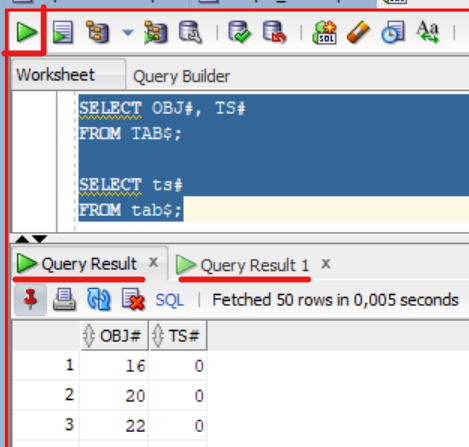 Worksheet Query Builder
SELECT OBJ#, TS#
FROM TAB$;
SELECT ts#
FROM tab$;
Query Result x Query Result 1 x
SQL | Fetched 50 rows in 0,005 seconds
OBJ# TS#
1 16 0
2 20 0
3 22 0